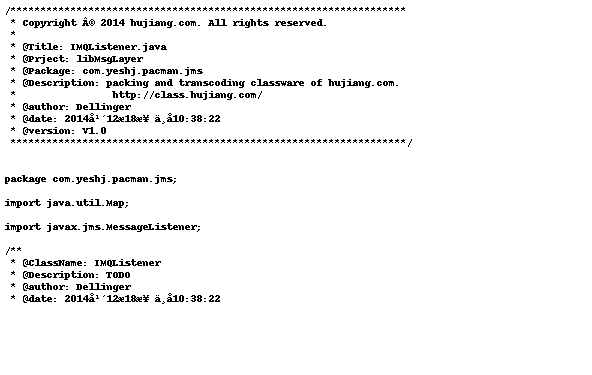 /******************************************************************
 * Copyright Â© 2014 hujiang.com. All rights reserved.
 *
 * @Title: IMQListener.java
 * @Prject: libMsgLayer
 * @Package: com.yeshj.pacman.jms
 * @Description: packing and transcoding classware of hujiang.com.
 *                http://class.hujiang.com/
 * @author: Dellinger
 * @date: 2014å¹´12æ18æ¥ ä¸å10:38:22
 * @version: V1.0
 ******************************************************************/
package com.yeshj.pacman.jms;
import java.util.Map;
import javax.jms.MessageListener;
/**
 * @ClassName: IMQListener
 * @Description: TODO
 * @author: Dellinger
 * @date: 2014å¹´12æ18æ¥ ä¸å10:38:22